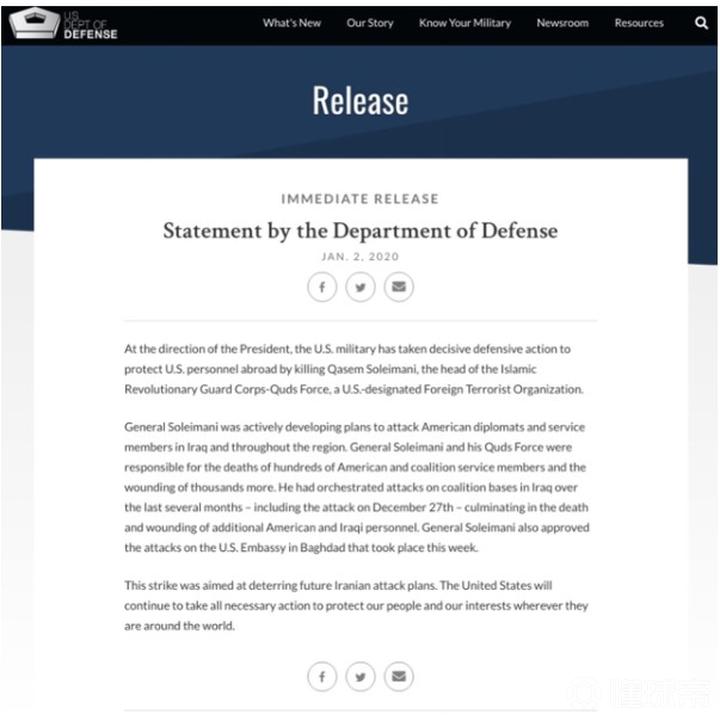 U.S.
DEPT OF
DEFENSE
What's New Our Story Know Your Military Newsroom Resources
Release
IMMEDIATE RELEASE
Statement by the Department of Defense
JAN. 2, 2020
At the direction of the President, the U.S. military has taken decisive defensive action to
protect U.S. personnel abroad by killing Qasem Soleimani, the head of the Islamic
Revolutionary Guard Corps-Quds Force, a U.S.-designated Foreign Terrorist Organization.
General Soleimani was actively developing plans to attack American diplomats and service
members in Iraq and throughout the region. General Soleimani and his Quds Force were
responsible for the deaths of hundreds of American and coalition service members and the
wounding of thousands more. He had orchestrated attacks on coalition bases in Iraq over
the last several months – including the attack on December 27th – culminating in the death
and wounding of additional American and Iraqi personnel. General Soleimani also approved
the attacks on the U.S. Embassy in Baghdad that took place this week.
This strike was aimed at deterring future Iranian attack plans. The United States will
continue to take all necessary action to protect our people and our interests wherever they
are around the world.